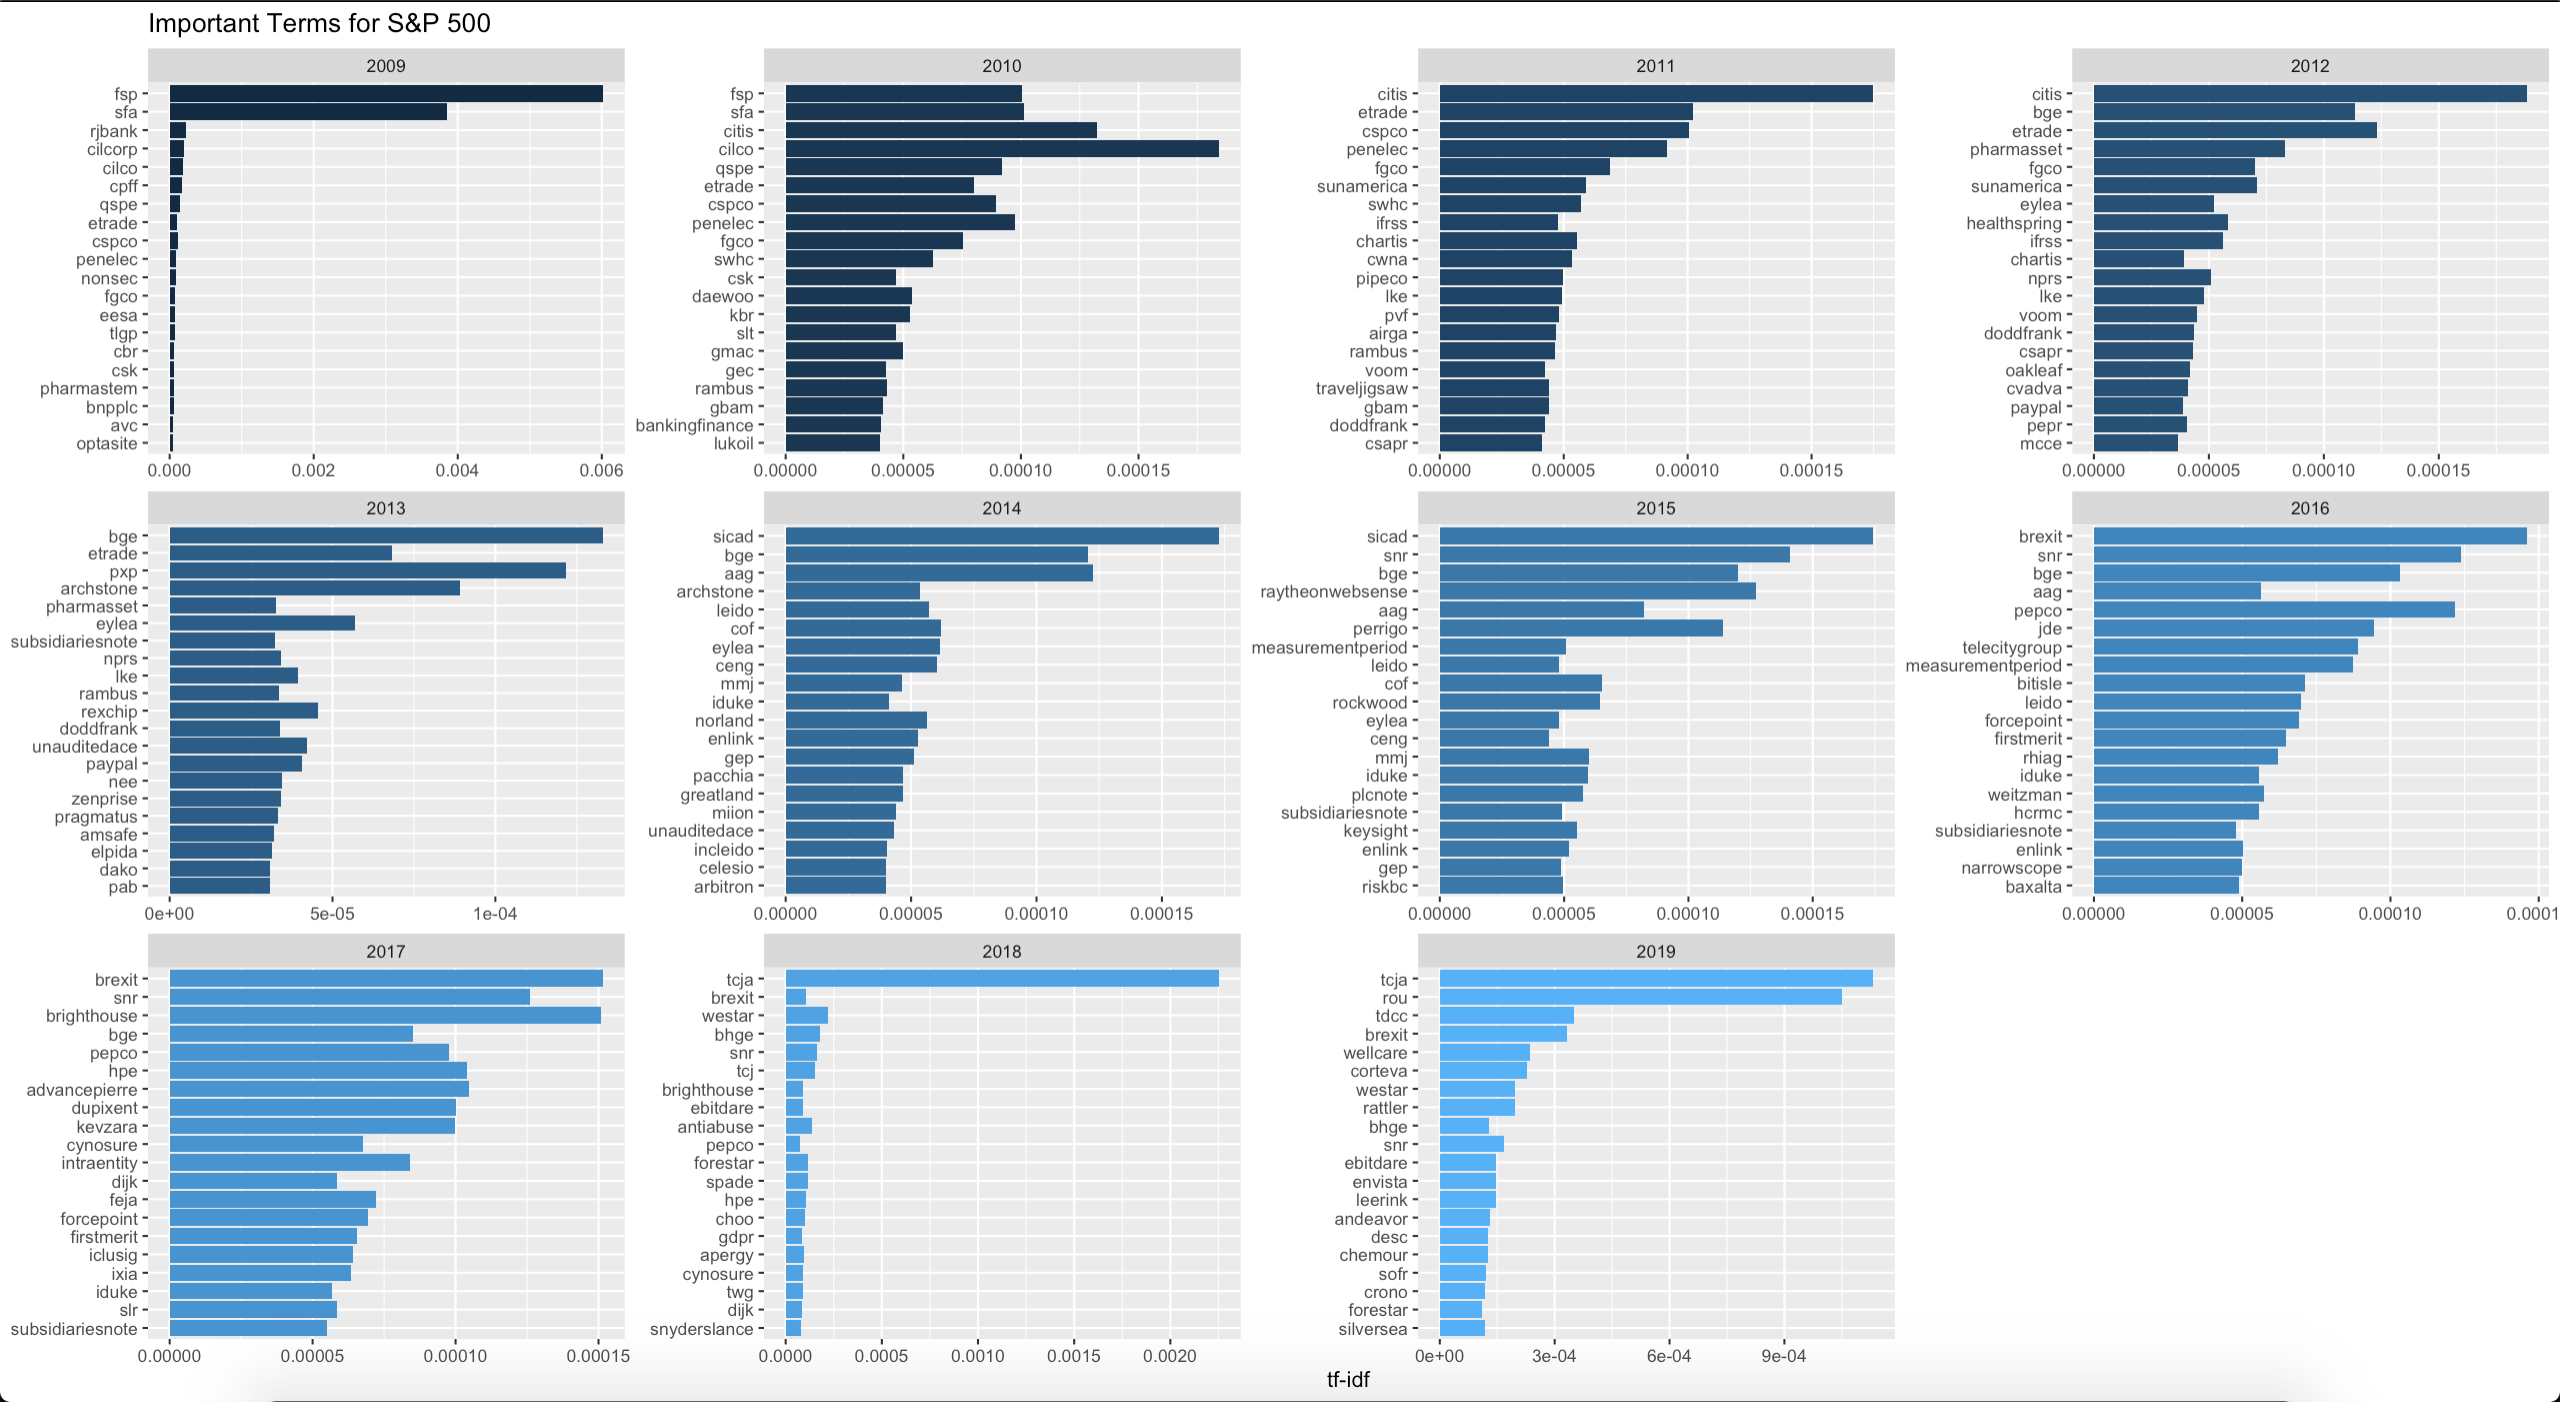 Important Terms for S&P 500
2009
fsp
sfa
rjbank
cilcorp
cilco
cpff
qspe
etrade
cspco
penelec
nonsec
fgco
eesa
tlgp
cbr
csk
pharmastem
bnpplc
avc
optasite
0.000 0.002 0.004 0.006
2010
fsp
sfa
citis
cilco
qspe
etrade
cspco
penelec
fgco
swhc
csk
daewoo
kbr
slt
gmac
gec
rambus
gbam
bankingfinance
lukoil
0.00000 0.00005 0.00010 0.00015
2011
citis
etrade
cspco
penelec
fgco
sunamerica
swhc
ifrss
chartis
cwna
pipeco
lke
pvf
airga
rambus
voom
traveljigsaw
gbam
doddfrank
csapr
0.00000 0.00005 0.00010 0.00015
2012
citis
bge
etrade
pharmasset
fgco
sunamerica
eylea
healthspring
ifrss
chartis
nprs
lke
voom
doddfrank
csapr
oakleaf
cvadva
paypal
pepr
mcce
0.00000 0.00005 0.00010 0.00015
2013
bge
etrade
pxp
archstone
pharmasset
eylea
subsidiariesnote
nprs
lke
rambus
rexchip
doddfrank
unauditedace
paypal
nee
zenprise
pragmatus
amsafe
elpida
dako
pab
0e+00 5e-05 1e-04
2014
sicad
bge
aag
archstone
leido
cof
eylea
ceng
mmj
iduke
norland
enlink
gep
pacchia
greatland
miion
unauditedace
incleido
celesio
arbitron
0.00000 0.00005 0.00010 0.00015
2015
sicad
snr
bge
raytheonwebsense
aag
perrigo
measurementperiod
leido
cof
rockwood
eylea
ceng
mmj
iduke
plcnote
subsidiariesnote
keysight
enlink
gep
riskbc
0.00000 0.00005 0.00010 0.00015
2016
brexit
snr
bge
aag
pepco
jde
telecitygroup
measurementperiod
bitisle
leido
forcepoint
firstmerit
rhiag
iduke
weitzman
hcrmc
subsidiariesnote
enlink
narrowscope
baxalta
0.00000 0.00005 0.00010 0.0001
2017
brexit
snr
brighthouse
bge
pepco
hpe
advancepierre
dupixent
kevzara
cynosure
intraentity
dijk
feja
forcepoint
firstmerit
iclusig
ixia
iduke
slr
subsidiariesnote
0.00000 0.00005 0.00010 0.00015
2018
tcja
brexit
westar
bhge
snr
tcj
brighthouse
ebitdare
antiabuse
pepco
forestar
spade
hpe
choo
gdpr
apergy
cynosure
twg
dijk
snyderslance
0.0000 0.0005 0.0010 0.0015 0.0020
2019
tcja
rou
tdcc
brexit
wellcare
corteva
westar
rattler
bhge
snr
ebitdare
envista
leerink
andeavor
desc
chemour
sofr
crono
forestar
silversea
0e+00 3e-04 6e-04 9e-04
tf-idf